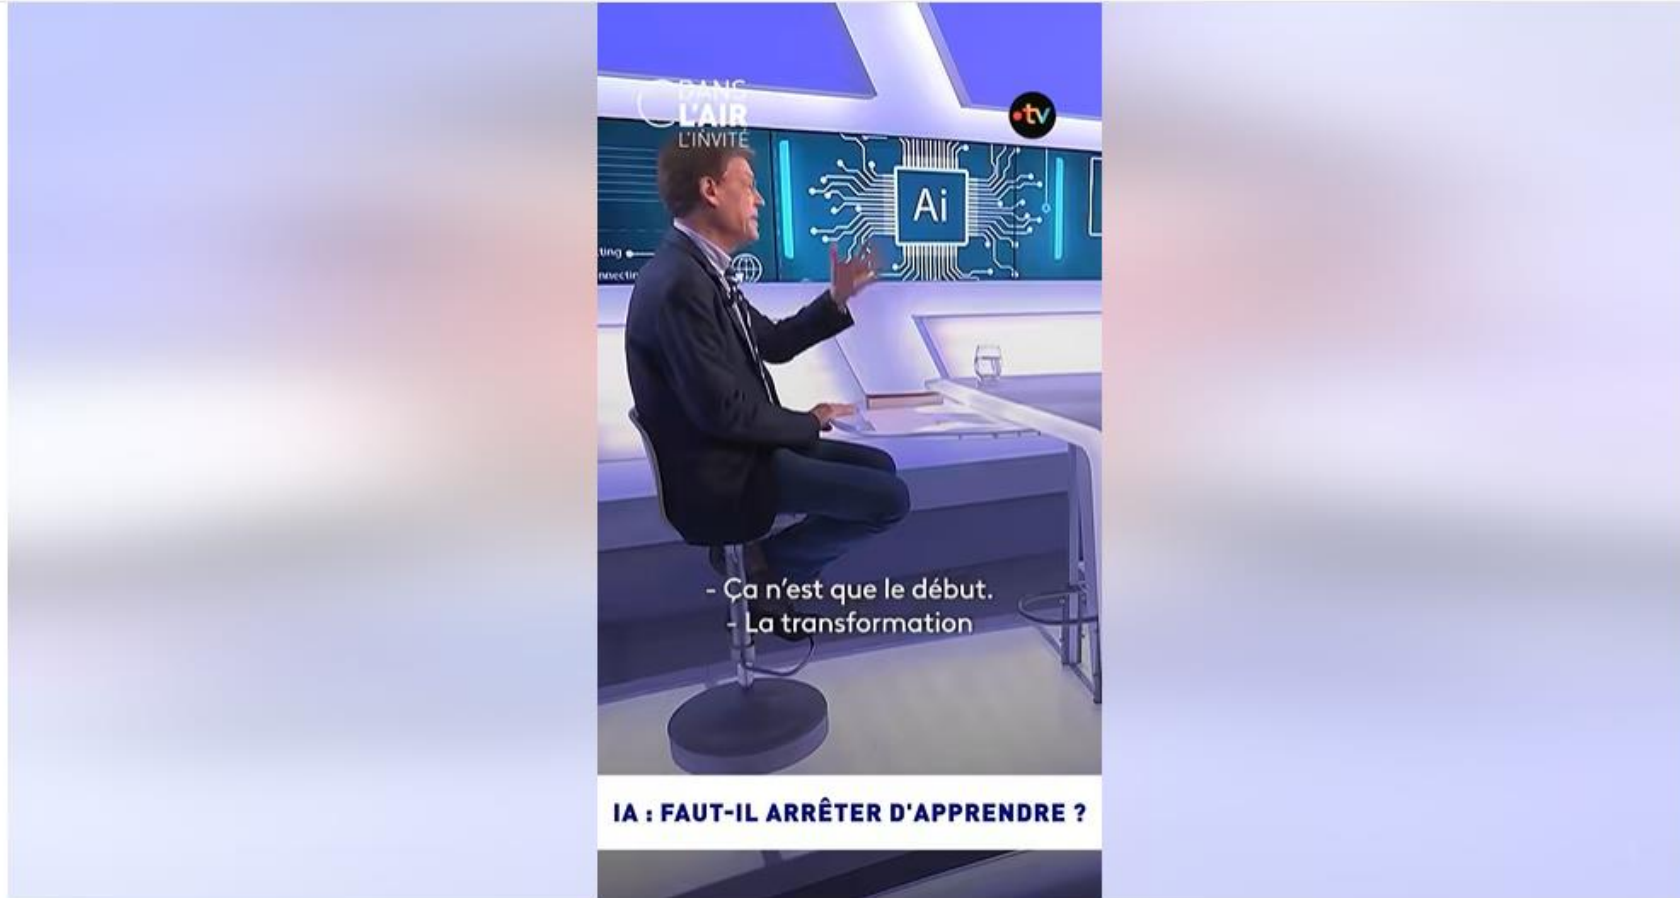 DANS
L'AIR
L'INVITÉ
tv
Ai
- Ça n'est que le début.
- La transformation
IA : FAUT-IL ARRÊTER D'APPRENDRE ?